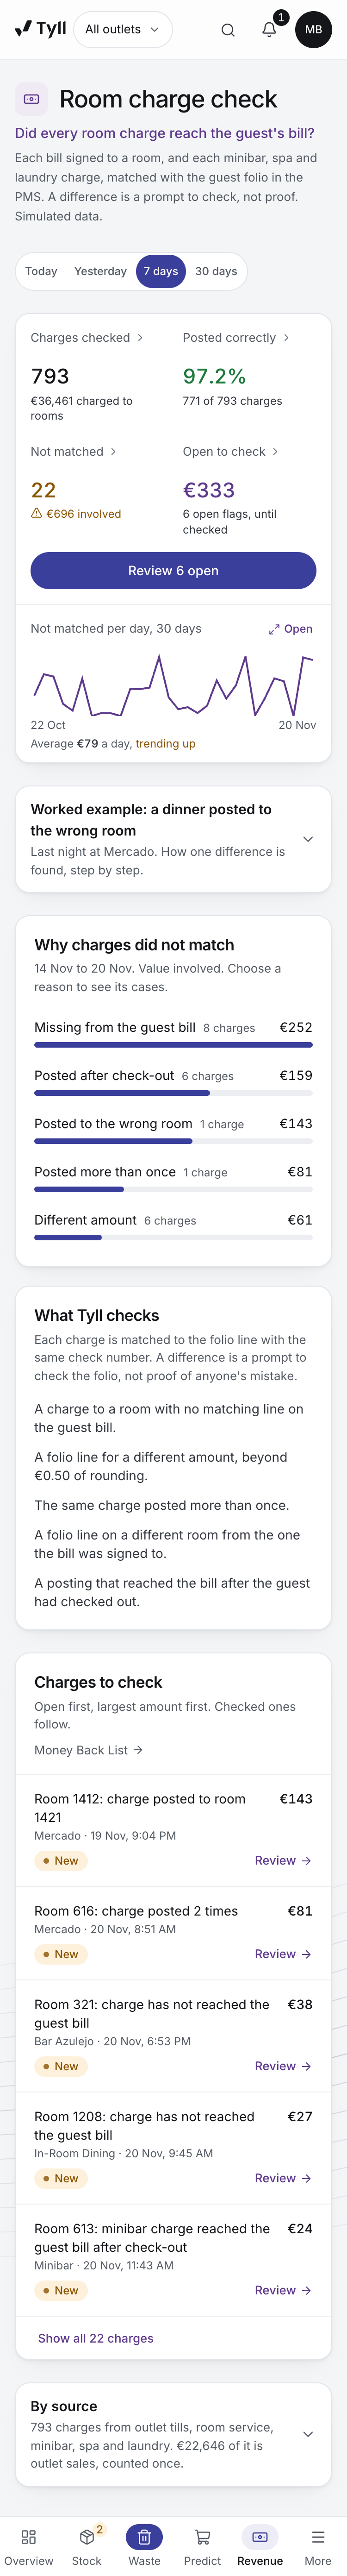 Tyll
All outlets
1
MB
Room charge check
Did every room charge reach the guest's bill?
Each bill signed to a room, and each minibar, spa and
laundry charge, matched with the guest folio in the
PMS. A difference is a prompt to check, not proof.
Simulated data.
Today
Yesterday
7 days
30 days
Charges checked
Posted correctly
793
97.2%
€36,461 charged to
rooms
771 of 793 charges
Not matched
Open to check
22
€333
€696 involved
6 open flags, until
checked
Review 6 open
Not matched per day, 30 days
Open
22 Oct
20 Nov
Average €79 a day, trending up
Worked example: a dinner posted to
the wrong room
Last night at Mercado. How one difference is
found, step by step.
Why charges did not match
14 Nov to 20 Nov. Value involved. Choose a
reason to see its cases.
Missing from the guest bill 8 charges €252
Posted after check-out 6 charges €159
Posted to the wrong room 1 charge €143
Posted more than once 1 charge €81
Different amount 6 charges €61
What Tyll checks
Each charge is matched to the folio line with the
same check number. A difference is a prompt to
check the folio, not proof of anyone's mistake.
A charge to a room with no matching line on
the guest bill.
A folio line for a different amount, beyond
€0.50 of rounding.
The same charge posted more than once.
A folio line on a different room from the one
the bill was signed to.
A posting that reached the bill after the guest
had checked out.
Charges to check
Open first, largest amount first. Checked ones
follow.
Money Back List →
Room 1412: charge posted to room
1421
€143
Mercado · 19 Nov, 9:04 PM
New
Review →
Room 616: charge posted 2 times
€81
Mercado · 20 Nov, 8:51 AM
New
Review →
Room 321: charge has not reached the
guest bill
€38
Bar Azulejo · 20 Nov, 6:53 PM
New
Review →
Room 1208: charge has not reached
the guest bill
€27
In-Room Dining · 20 Nov, 9:45 AM
New
Review →
Room 613: minibar charge reached the
guest bill after check-out
€24
Minibar · 20 Nov, 11:43 AM
New
Review →
Show all 22 charges
By source
793 charges from outlet tills, room service,
minibar, spa and laundry. €22,646 of it is
outlet sales, counted once.
2
Overview
Stock
Waste
Predict
Revenue
More